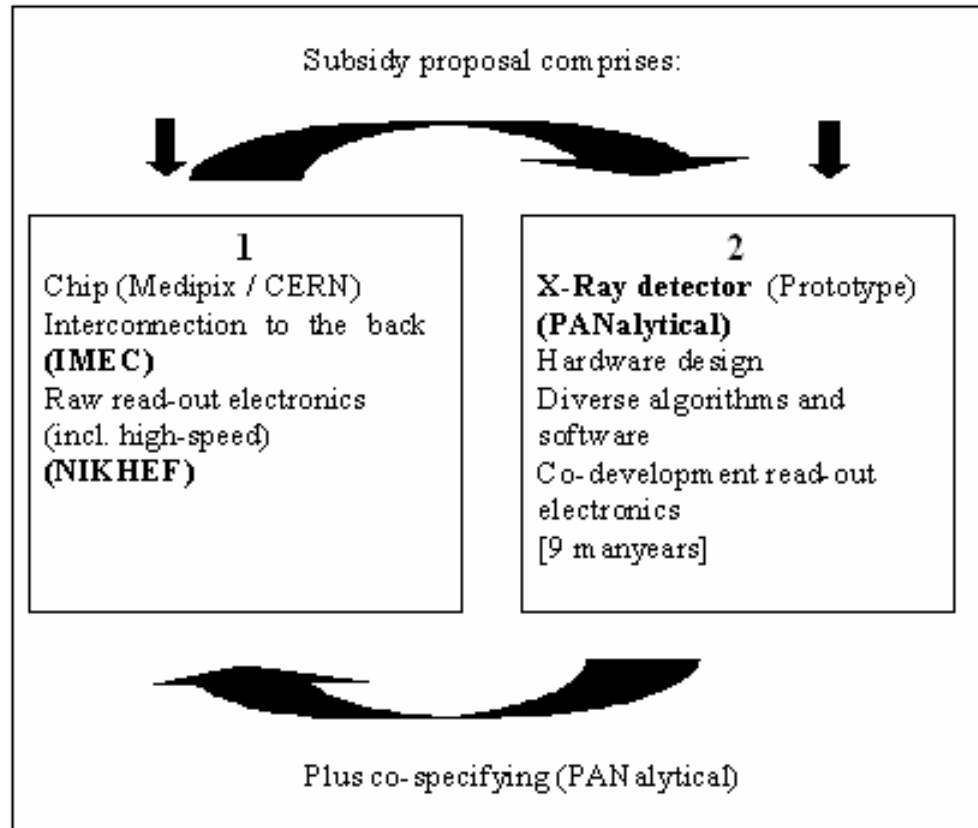 Subsidy proposal comprises:
1
Chip (Medipix / CERN)
Interconnection to the back
(IMEC)
Raw read-out electronics
(incl. high-speed)
(NIKHEF)
2
X-Ray detector (Prototype)
(PANalytical)
Hardware design
Diverse algorithms and
software
Co-development read-out
electronics
[9 manyears]
Plus co-specifying (PANalytical)